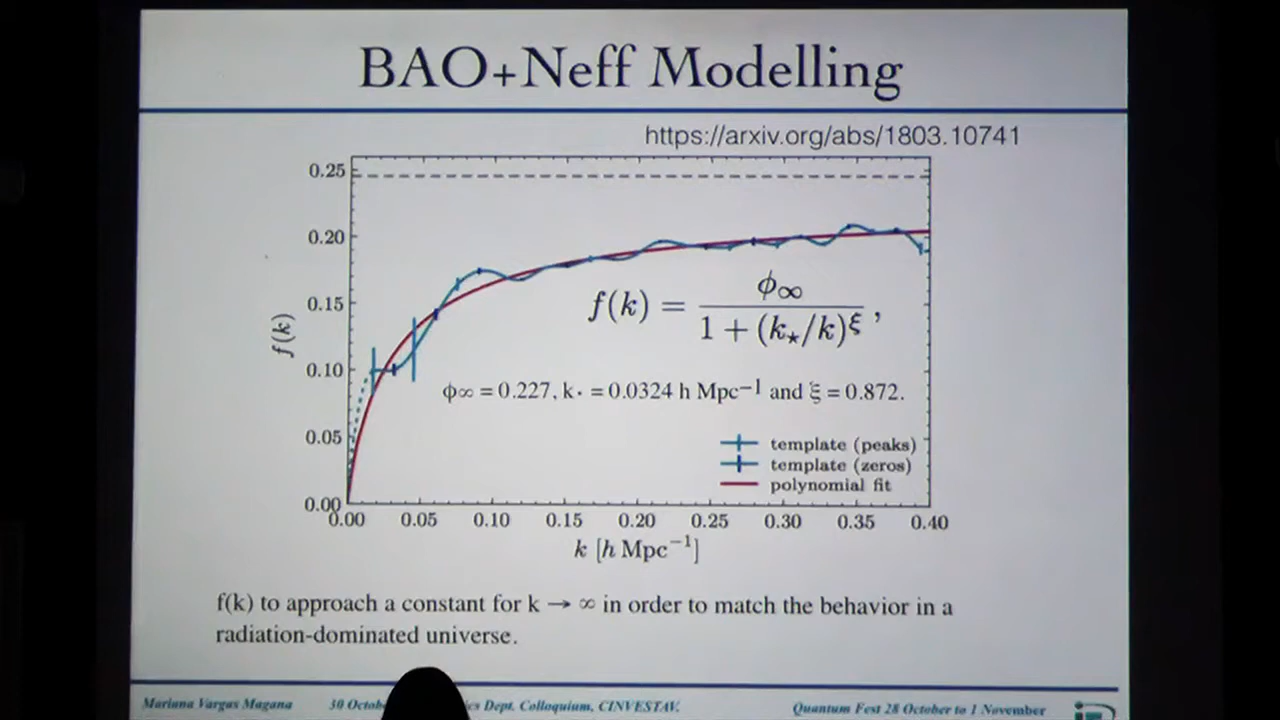 BAO+Neff Modelling
https://arxiv.org/abs/1803.10741
0.25
0.20
0.15
0.10
0.05
0.00
f(k)
f(k) = ϕ∞ / 1 + (k⋆/k)^ξ ,
ϕ∞ = 0.227, k⋆ = 0.0324 h Mpc⁻¹ and ξ = 0.872.
template (peaks)
template (zeros)
polynomial fit
0.00 0.05 0.10 0.15 0.20 0.25 0.30 0.35 0.40
k [h Mpc⁻¹]
f(k) to approach a constant for k → ∞ in order to match the behavior in a
radiation-dominated universe.
Mariana Vargas Magana 30 Dept. Colloquium, CINVESTAV. Quantum Fest 28 October to 1 November